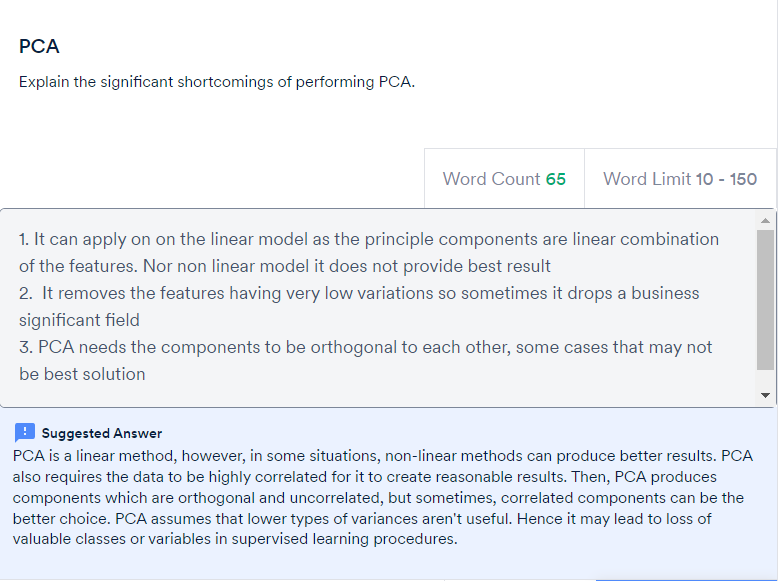 PCA
Explain the significant shortcomings of performing PCA.
Word Count 65
Word Limit 10 - 150
1. It can apply on on the linear model as the principle components are linear combination
of the features. Nor non linear model it does not provide best result
2.  It removes the features having very low variations so sometimes it drops a business
significant field
3. PCA needs the components to be orthogonal to each other, some cases that may not
be best solution
Suggested Answer
PCA is a linear method, however, in some situations, non-linear methods can produce better results. PCA
also requires the data to be highly correlated for it to create reasonable results. Then, PCA produces
components which are orthogonal and uncorrelated, but sometimes, correlated components can be the
better choice. PCA assumes that lower types of variances aren't useful. Hence it may lead to loss of
valuable classes or variables in supervised learning procedures.